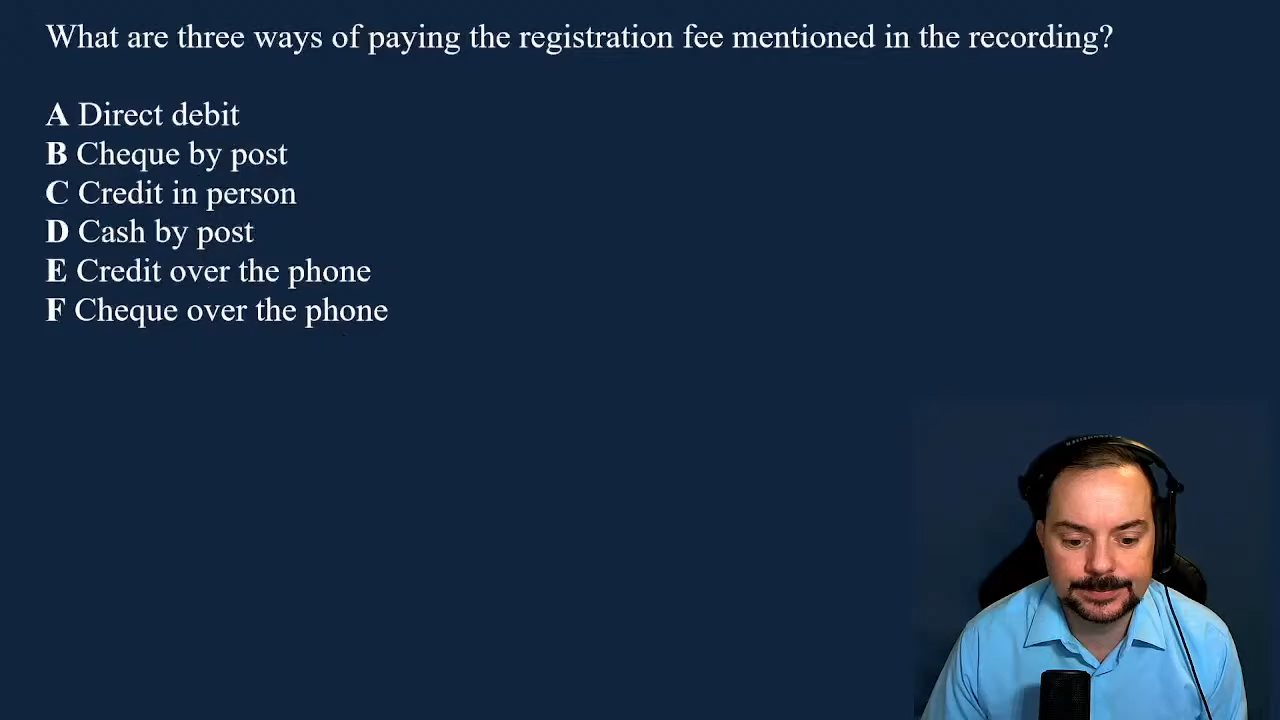 What are three ways of paying the registration fee mentioned in the recording?
A Direct debit
B Cheque by post
C Credit in person
D Cash by post
E Credit over the phone
F Cheque over the phone